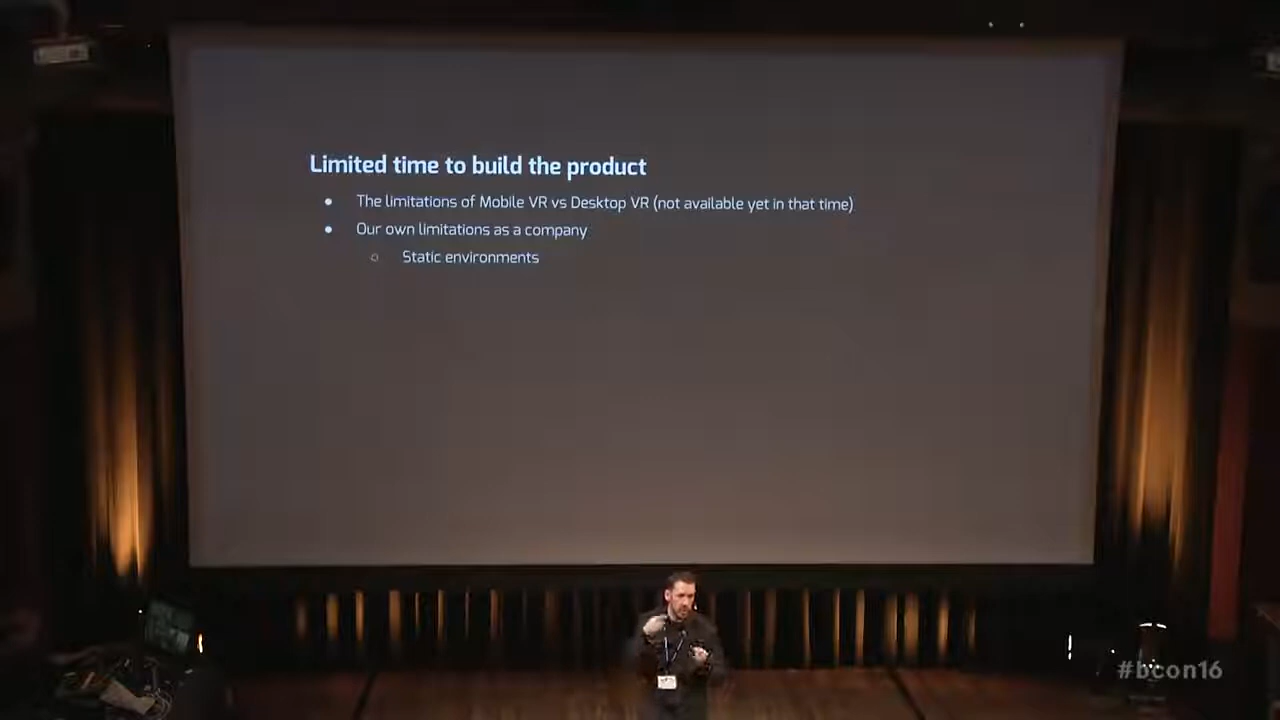 Limited time to build the product
● The limitations of Mobile VR vs Desktop VR (not available yet in that time)
● Our own limitations as a company
○ Static environments
#bcon16